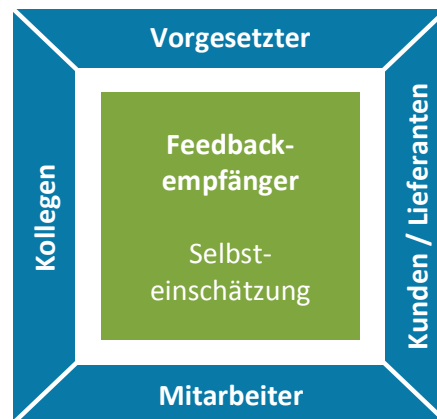 Vorgesetzter
Kollegen
Feedback-
empfänger
Selbst-
einschätzung
Kunden / Lieferanten
Mitarbeiter